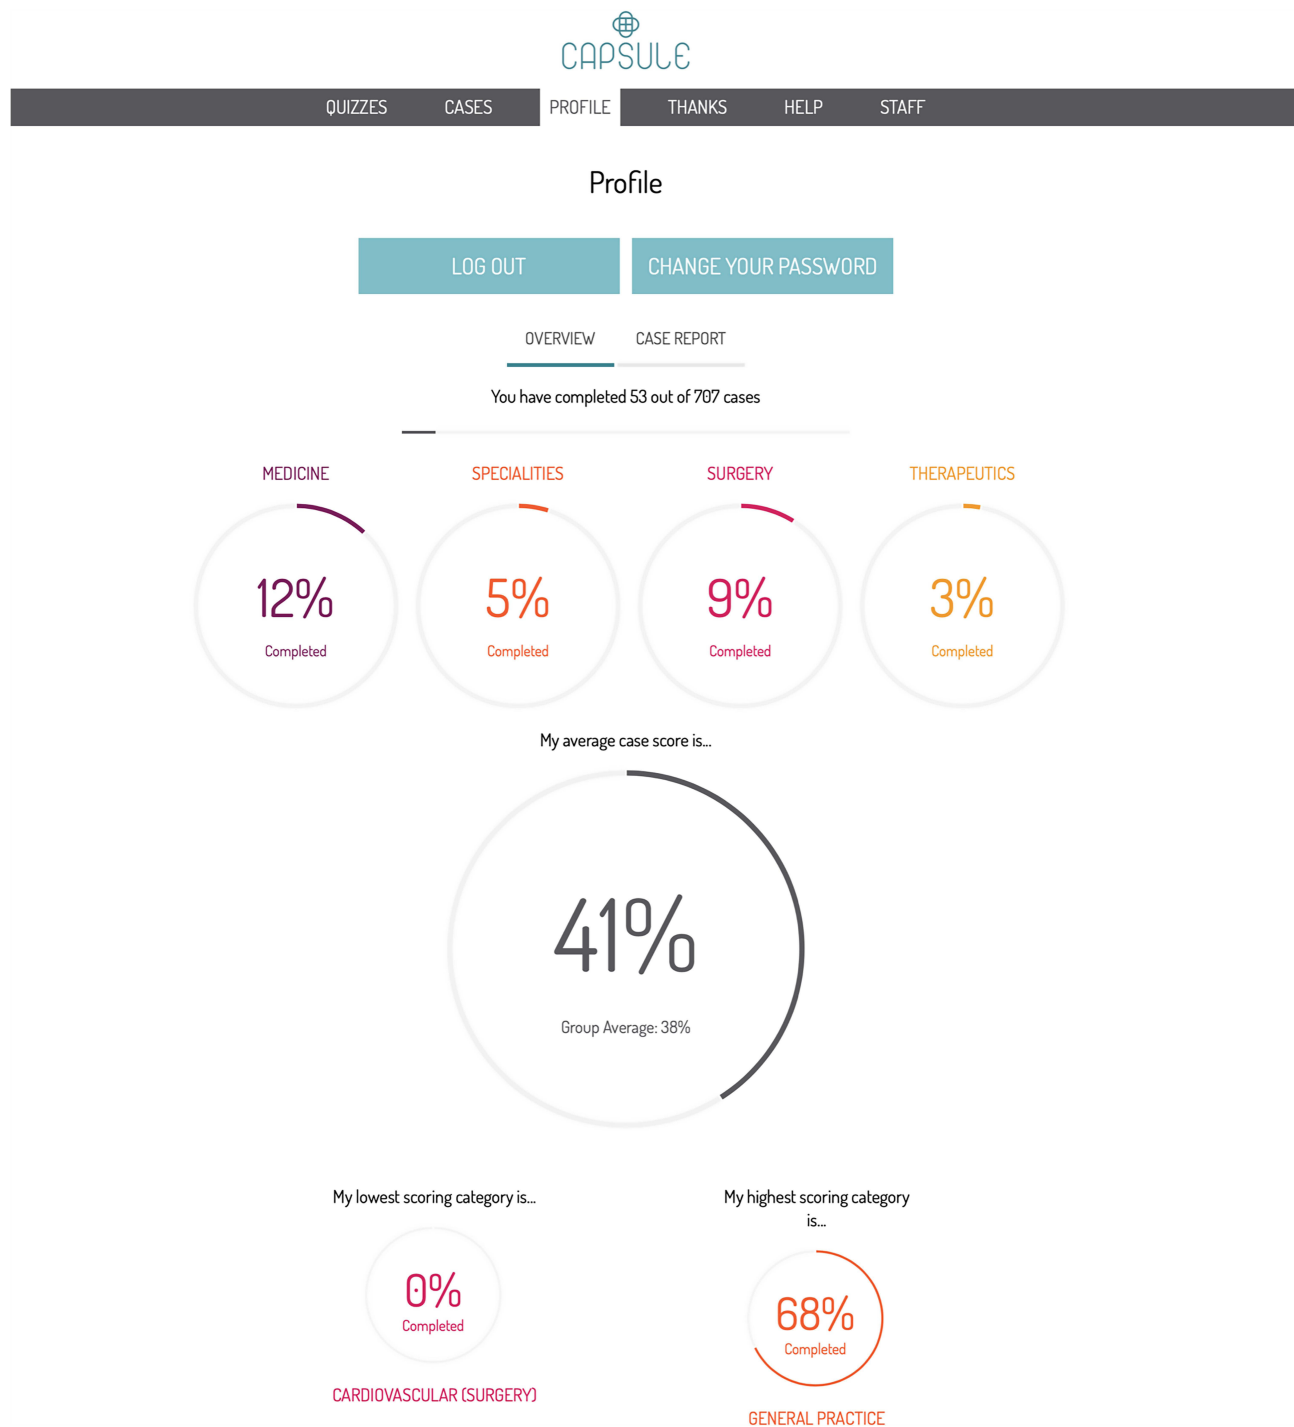 CAPSULE
QUIZZES CASES PROFILE THANKS HELP STAFF
Profile
LOG OUT CHANGE YOUR PASSWORD
OVERVIEW CASE REPORT
You have completed 53 out of 707 cases
MEDICINE SPECIALITIES SURGERY THERAPEUTICS
12% 5% 9% 3%
Completed Completed Completed Completed
My average case score is...
41%
Group Average: 38%
My lowest scoring category is...
0%
Completed
CARDIOVASCULAR (SURGERY)
My highest scoring category
is...
68%
Completed
GENERAL PRACTICE